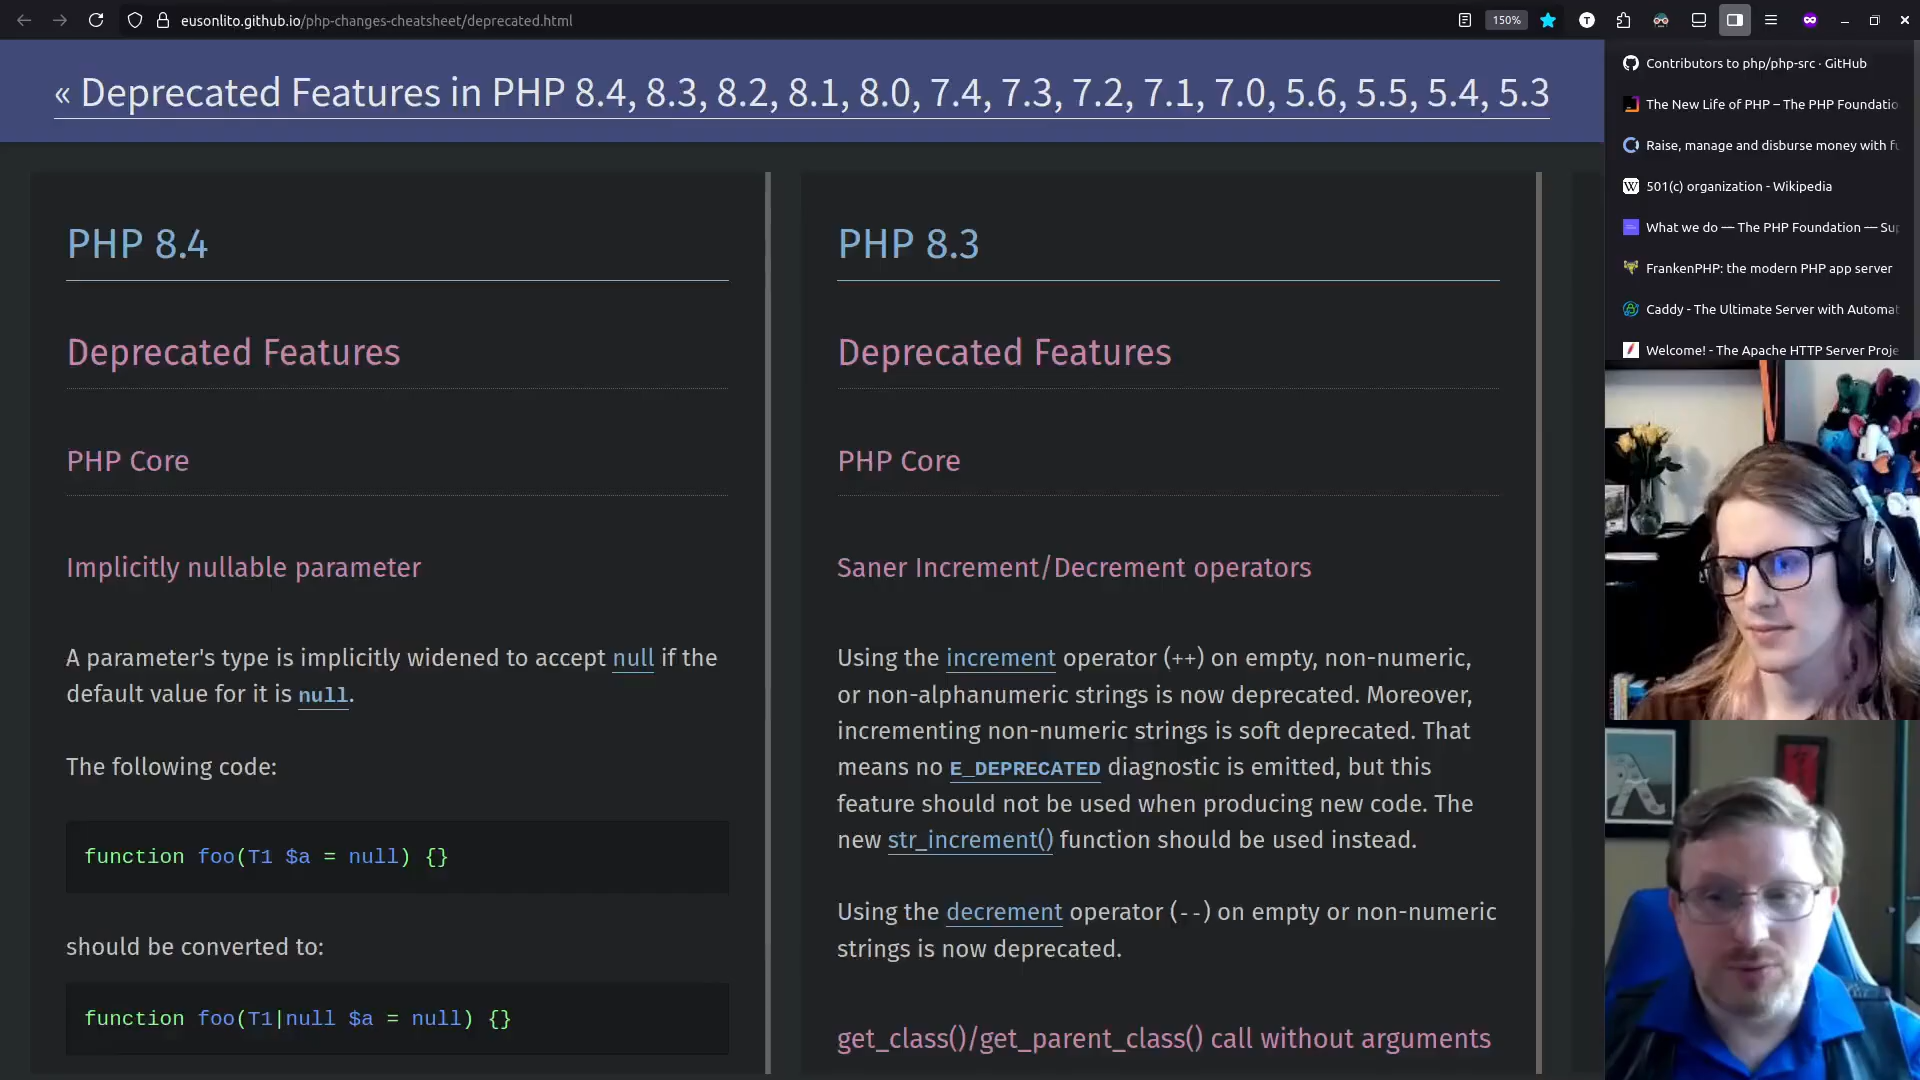 eusonlito.github.io/php-changes-cheatsheet/deprecated.html
150%
« Deprecated Features in PHP 8.4, 8.3, 8.2, 8.1, 8.0, 7.4, 7.3, 7.2, 7.1, 7.0, 5.6, 5.5, 5.4, 5.3
PHP 8.4
Deprecated Features
PHP Core
Implicitly nullable parameter
A parameter's type is implicitly widened to accept null if the
default value for it is null.
The following code:
function foo(T1 $a = null) {}
should be converted to:
function foo(T1|null $a = null) {}
PHP 8.3
Deprecated Features
PHP Core
Saner Increment/Decrement operators
Using the increment operator (++) on empty, non-numeric,
or non-alphanumeric strings is now deprecated. Moreover,
incrementing non-numeric strings is soft deprecated. That
means no E_DEPRECATED diagnostic is emitted, but this
feature should not be used when producing new code. The
new str_increment() function should be used instead.
Using the decrement operator (--) on empty or non-numeric
strings is now deprecated.
get_class()/get_parent_class() call without arguments
Contributors to php/php-src · GitHub
The New Life of PHP – The PHP Foundatio
Raise, manage and disburse money with fu
501(c) organization - Wikipedia
What we do — The PHP Foundation — Sup
FrankenPHP: the modern PHP app server
Caddy - The Ultimate Server with Automat
Welcome! - The Apache HTTP Server Proje